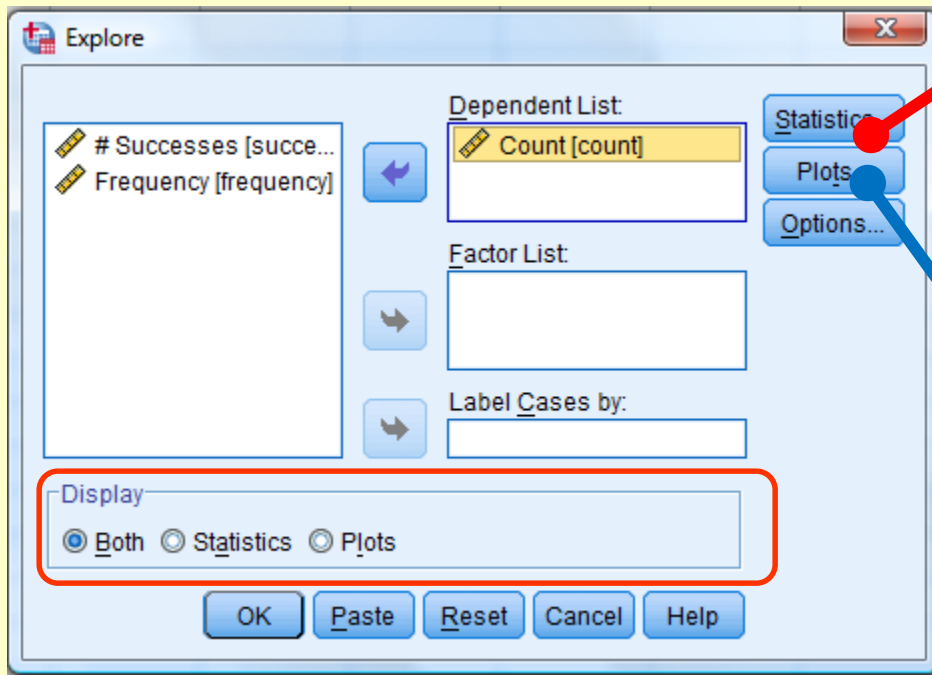 Explore
Dependent List:
# Successes [succe...
Frequency [frequency]
Count [count]
Statistics...
Plots...
Options...
Factor List:
Label Cases by:
Display
Both Statistics Plots
OK Paste Reset Cancel Help